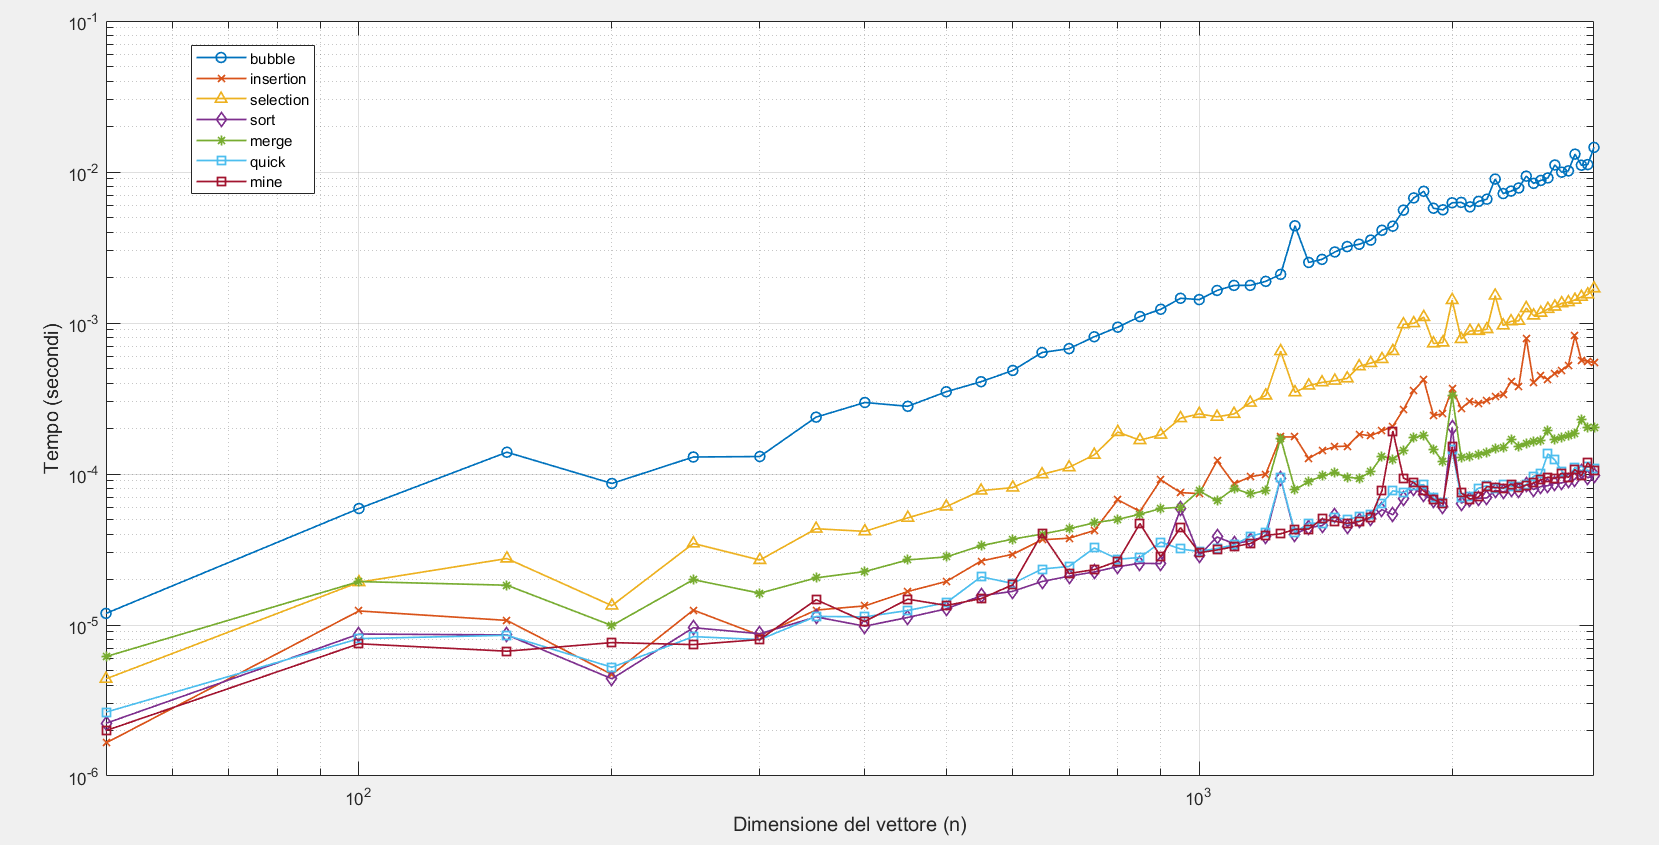 10^-1
bubble
insertion
selection
sort
merge
quick
mine
10^-2
10^-3
Tempo (secondi)
10^-4
10^-5
10^-6
10^2
10^3
Dimensione del vettore (n)